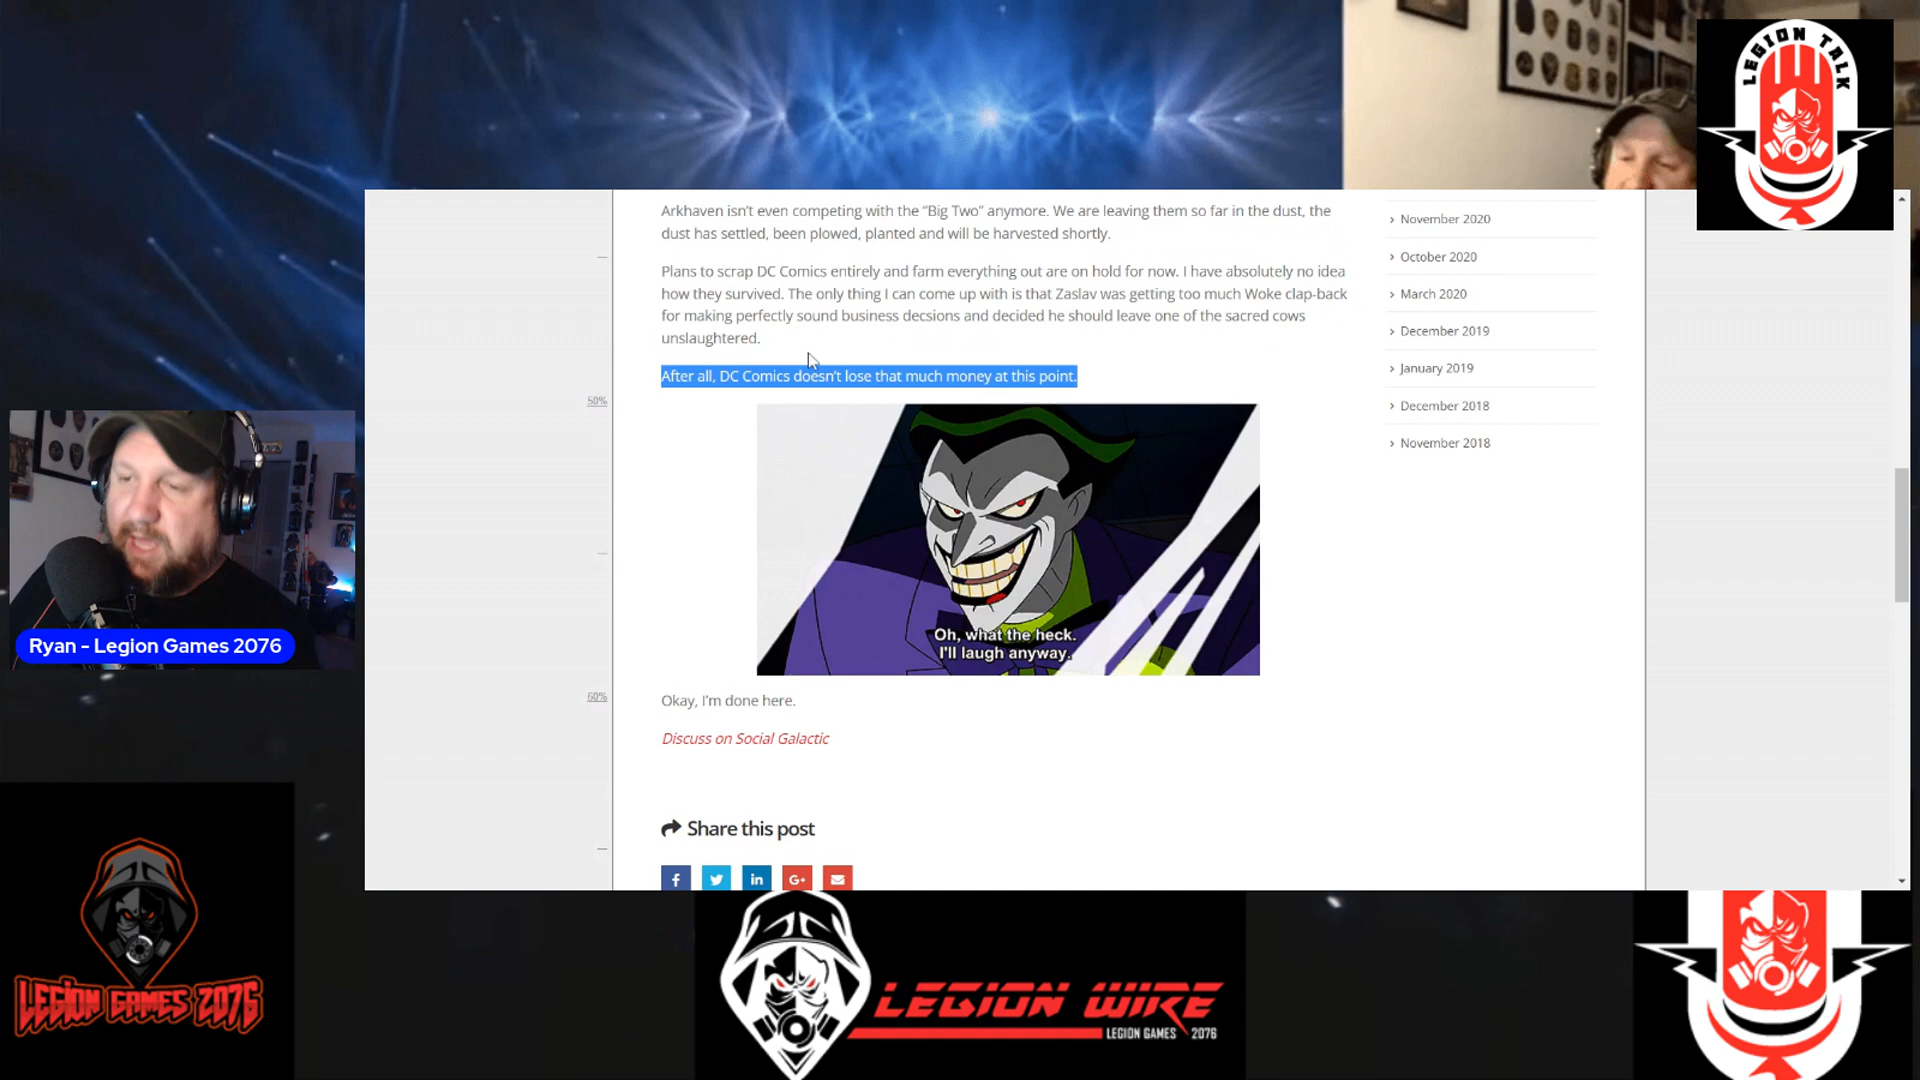 LEGION TALK
Arkhaven isn't even competing with the "Big Two" anymore. We are leaving them so far in the dust, the
dust has settled, been plowed, planted and will be harvested shortly.
Plans to scrap DC Comics entirely and farm everything out are on hold for now. I have absolutely no idea
how they survived. The only thing I can come up with is that Zaslav was getting too much Woke clap-back
for making perfectly sound business decsions and decided he should leave one of the sacred cows
unslaughtered.
After all, DC Comics doesn't lose that much money at this point.
50%
Oh, what the heck.
I'll laugh anyway.
60%
Okay, I'm done here.
Discuss on Social Galactic
Share this post
f
in
G+
November 2020
October 2020
March 2020
December 2019
January 2019
December 2018
November 2018
Ryan - Legion Games 2076
LEGION GAMES 2076
LEGION WIRE
LEGION GAMES 2076